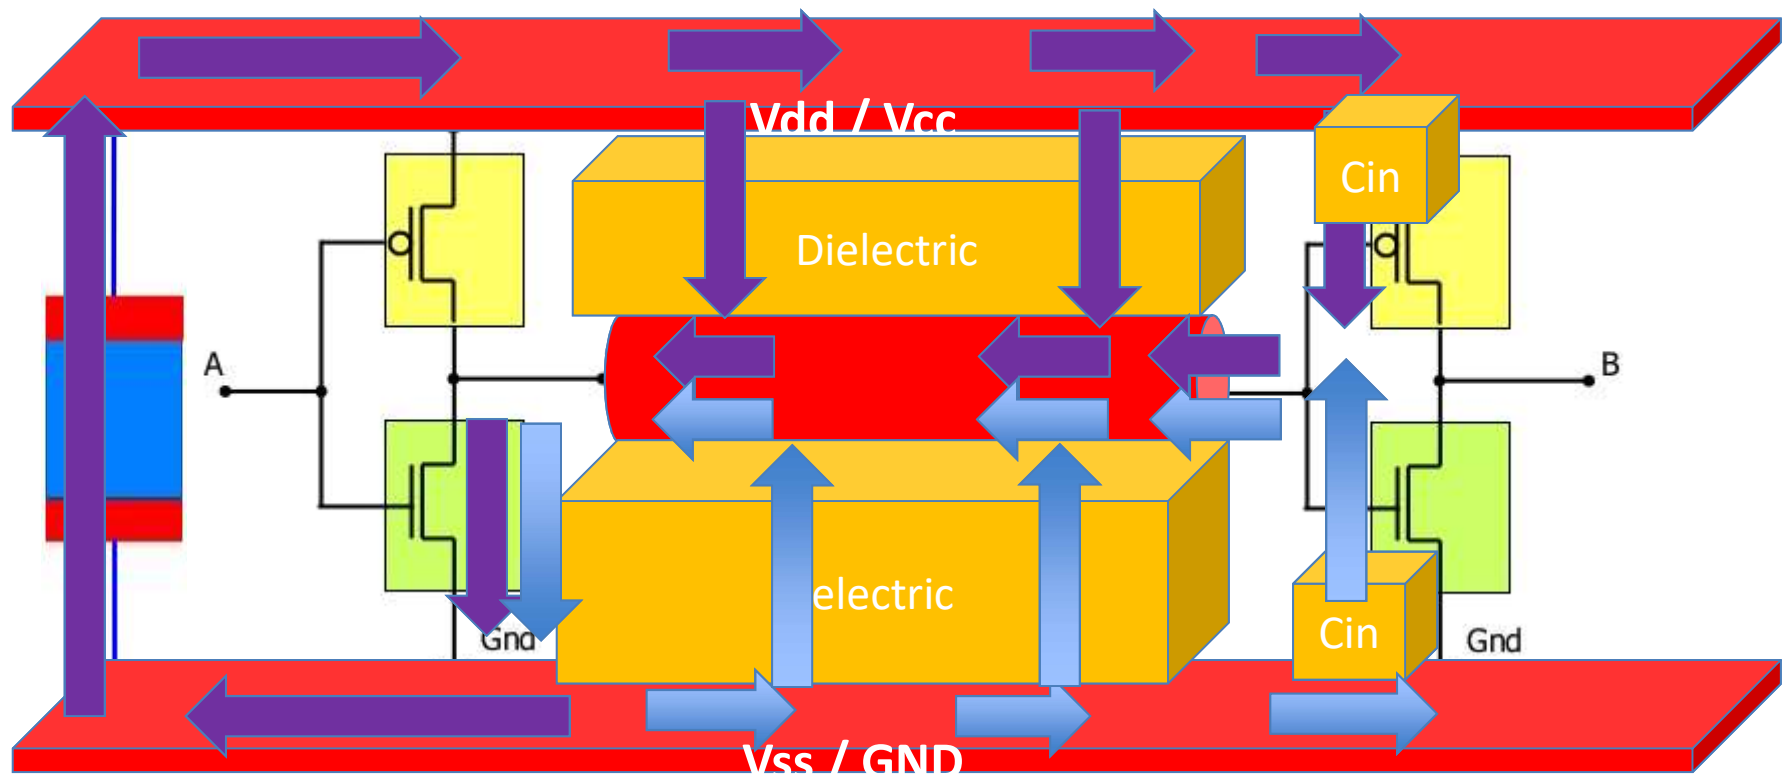 Vdd / Vcc
Cin
Dielectric
A
B
electric
Cin
Gnd
Gnd
Vss / GND